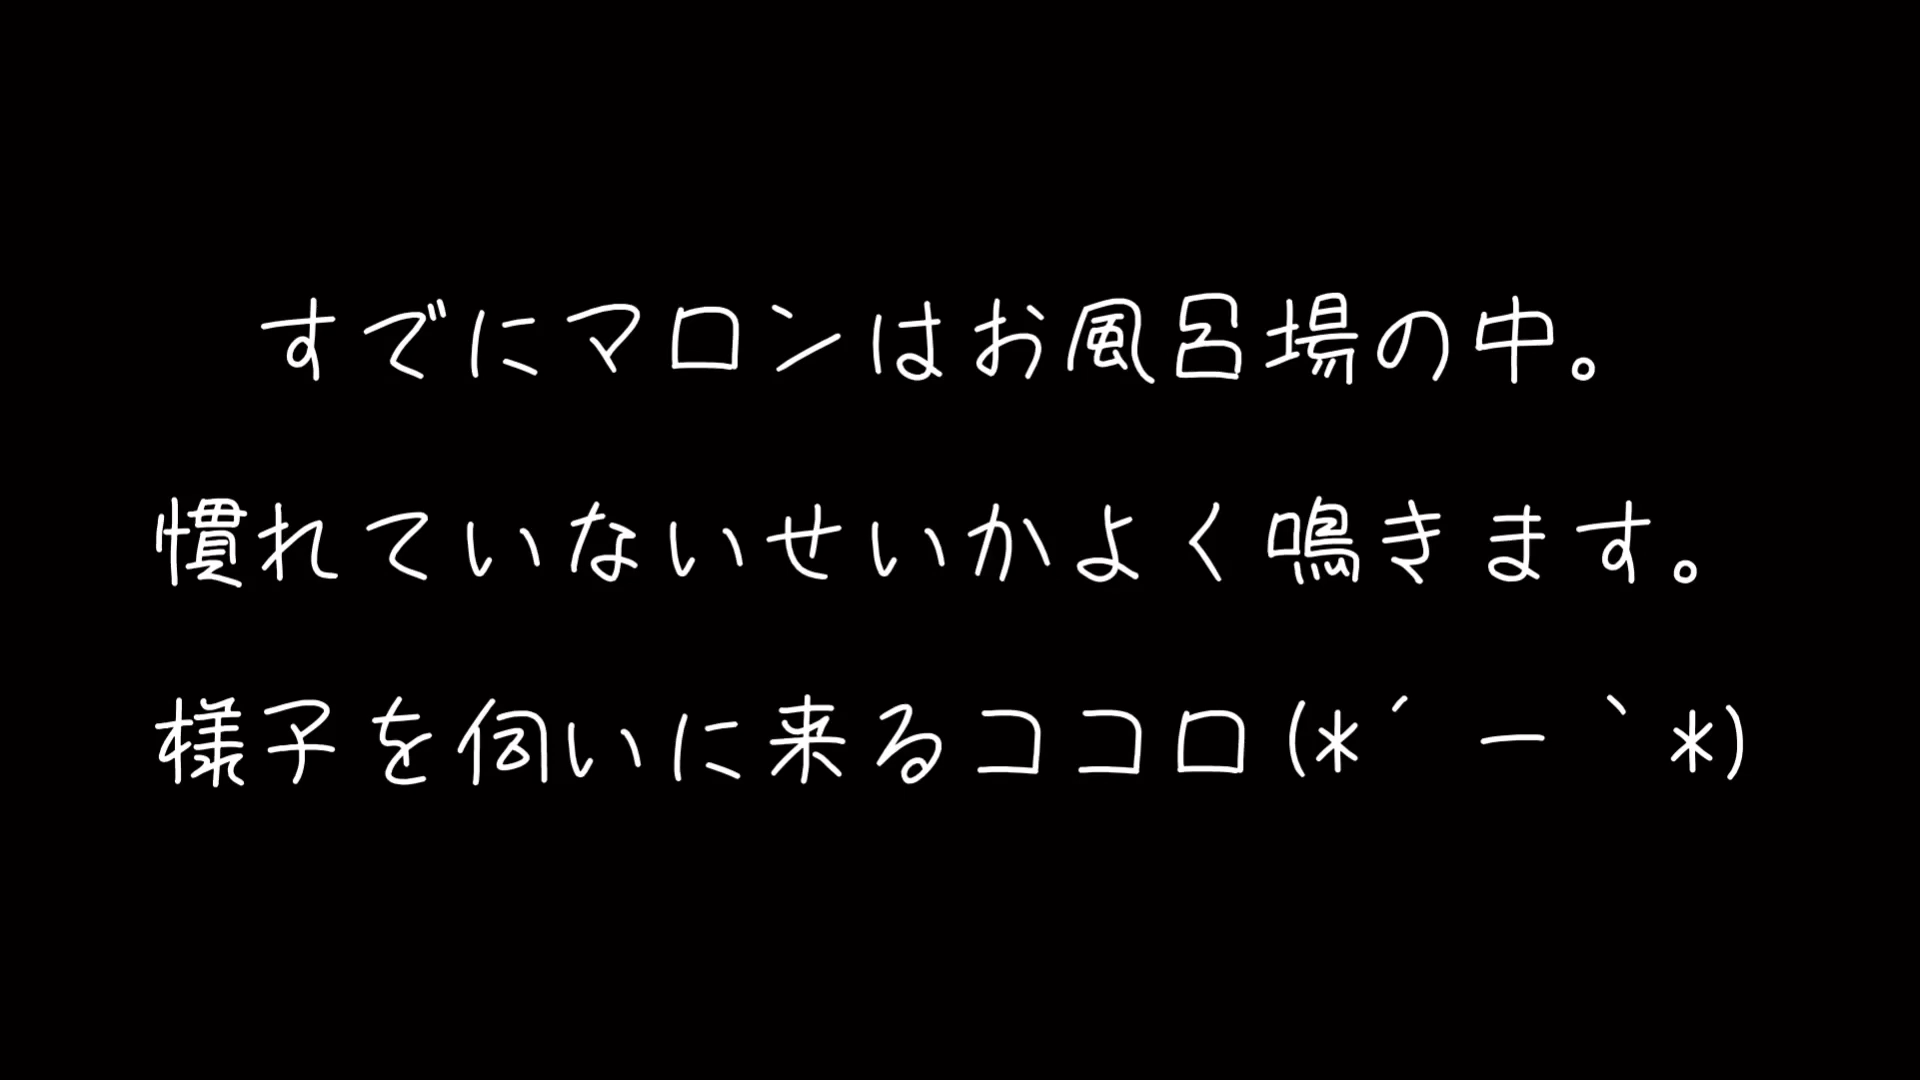 すでにマロンはお風呂場の中。
慣れていないせいかよく鳴きます。
様子を伺いに来るココロ(*´ー｀*)